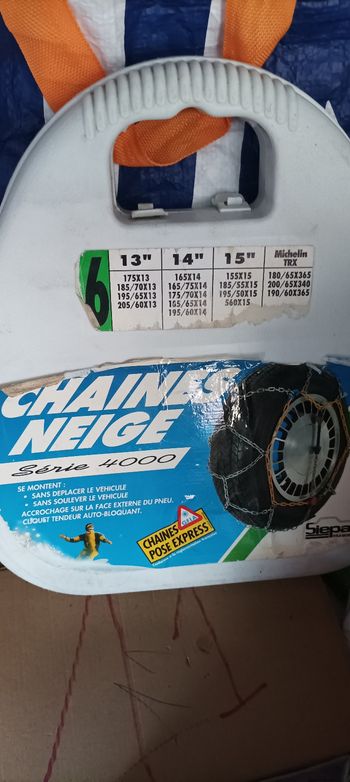 6
13" 14" 15" Michelin TRX
175X13 165X14 155X15 180/65X365
185/70X13 165/75X14 185/55X15 200/65X340
195/65X13 175/70X14 195/50X15 190/60X365
205/60X13 185/65X14 560X15
195/60X14
CHAINES
NEIGE
Série 4000
SE MONTENT :
• SANS DEPLACER LE VEHICULE
• SANS SOULEVER LE VEHICULE
ACCROCHAGE SUR LA FACE EXTERNE DU PNEU.
CLIQUET TENDEUR AUTO-BLOQUANT.
CHAINES
POSE EXPRESS
Siepa